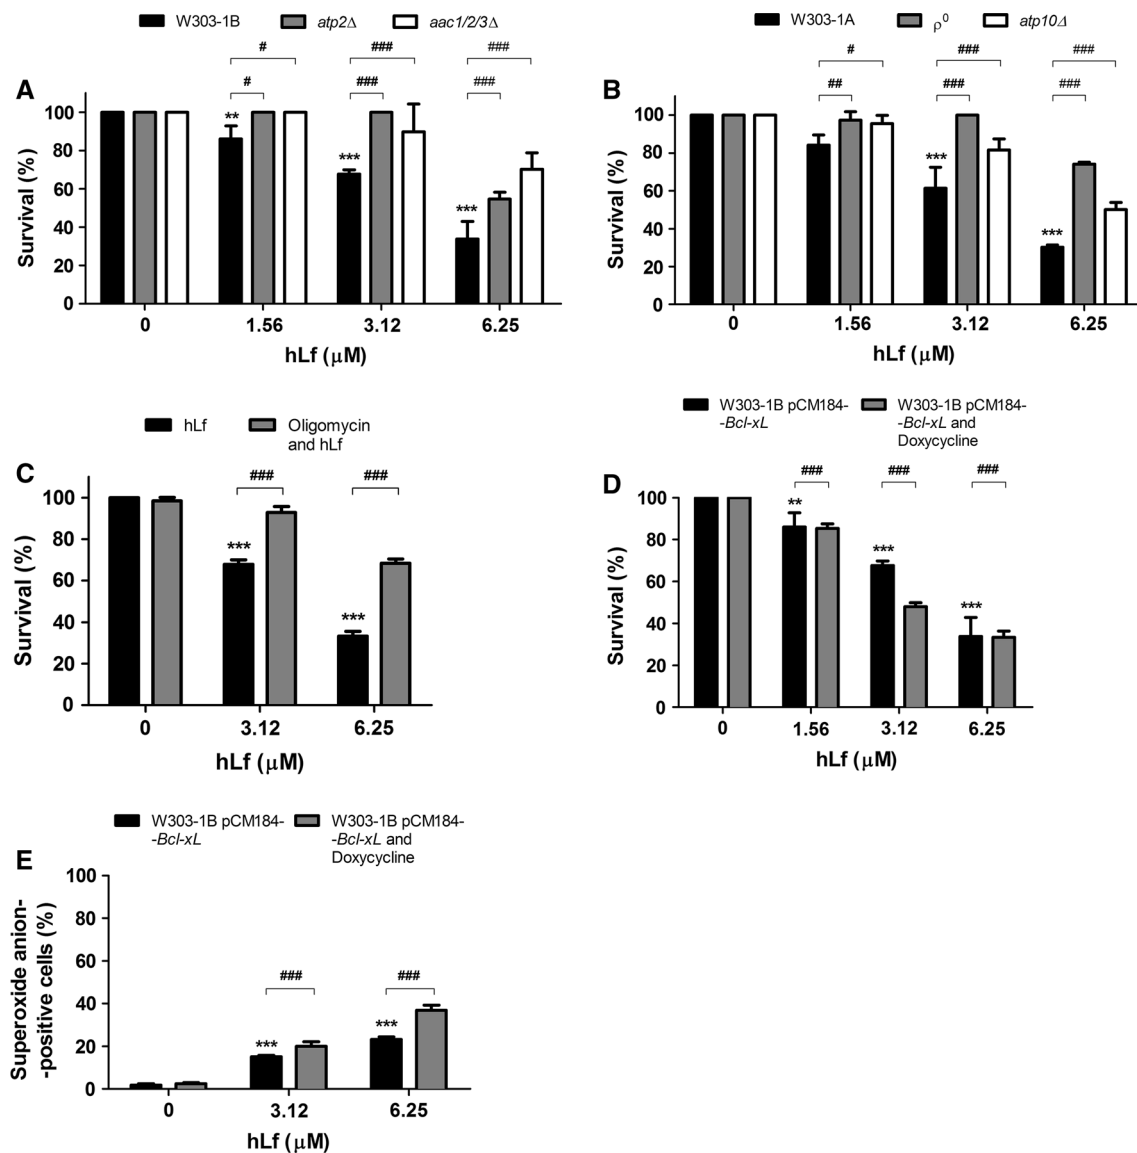 A
W303-1B atp2Δ aac1/2/3Δ
# ### ###
# ### ###
** *** ***
Survival (%)
100
80
60
40
20
0
0 1.56 3.12 6.25
hLf (μM)
B
W303-1A ρ⁰ atp10Δ
# ### ###
## ### ###
*** ***
Survival (%)
100
80
60
40
20
0
0 1.56 3.12 6.25
hLf (μM)
C
hLf Oligomycin
and hLf
### ###
*** ***
Survival (%)
100
80
60
40
20
0
0 3.12 6.25
hLf (μM)
D
W303-1B pCM184-
-Bcl-xL
W303-1B pCM184-
-Bcl-xL and
Doxycycline
### ### ###
** *** ***
Survival (%)
100
80
60
40
20
0
0 1.56 3.12 6.25
hLf (μM)
E
W303-1B pCM184-
-Bcl-xL
W303-1B pCM184-
-Bcl-xL and
Doxycycline
### ###
*** ***
Superoxide anion-
-positive cells (%)
100
80
60
40
20
0
0 3.12 6.25
hLf (μM)